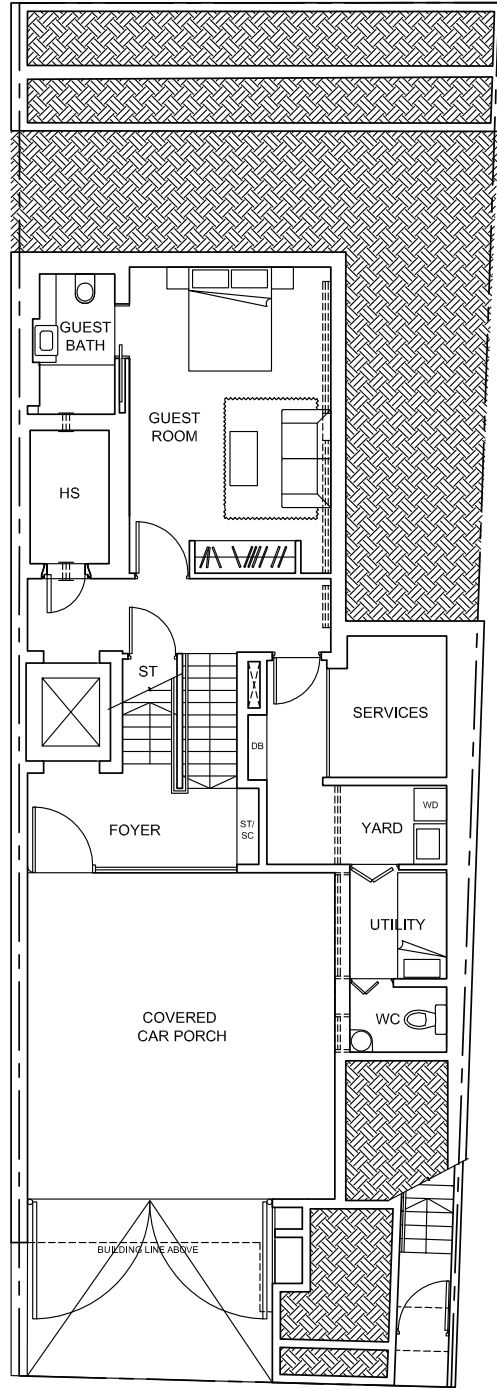 GUEST
BATH
GUEST
ROOM
HS
ST
SERVICES
DB
WD
FOYER
ST/
SC
YARD
UTILITY
COVERED
CAR PORCH
WC
BUILDING LINE ABOVE